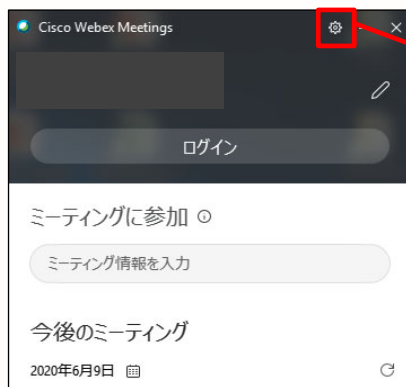 Cisco Webex Meetings
ログイン
ミーティングに参加
ミーティング情報を入力
今後のミーティング
2020年6月9日